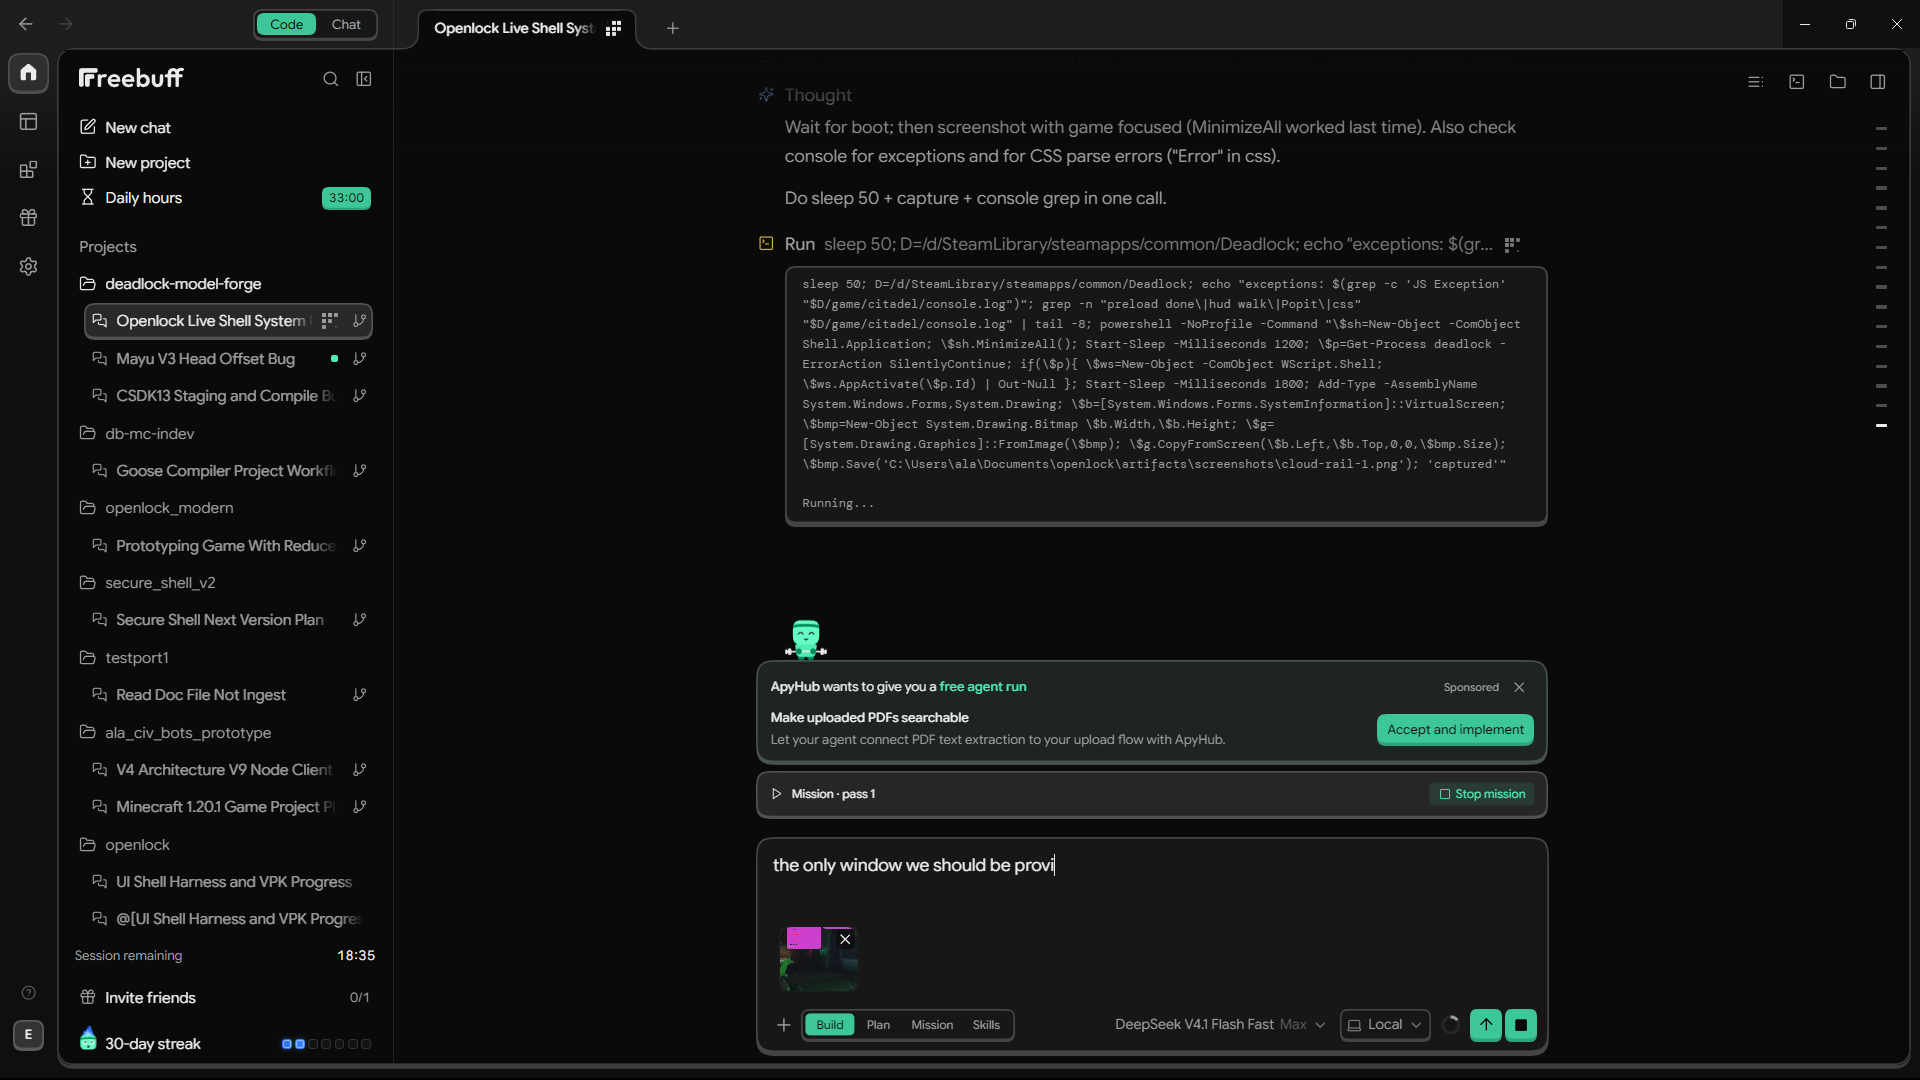 Code
Chat
Openlock Live Shell Syst
Freebuff
New chat
New project
Daily hours
33:00
Projects
deadlock-model-forge
Openlock Live Shell System
Mayu V3 Head Offset Bug
CSDK13 Staging and Compile Bu
db-mc-indev
Goose Compiler Project Workfl
openlock_modern
Prototyping Game With Reduce
secure_shell_v2
Secure Shell Next Version Plan
testport1
Read Doc File Not Ingest
ala_civ_bots_prototype
V4 Architecture V9 Node Client
Minecraft 1.20.1 Game Project Pl
openlock
UI Shell Harness and VPK Progress
@[UI Shell Harness and VPK Progres
Session remaining
18:35
Invite friends
0/1
E
30-day streak
Thought
Wait for boot; then screenshot with game focused (MinimizeAll worked last time). Also check
console for exceptions and for CSS parse errors ("Error" in css).
Do sleep 50 + capture + console grep in one call.
Run sleep 50; D=/d/SteamLibrary/steamapps/common/Deadlock; echo "exceptions: $(gr...
sleep 50; D=/d/SteamLibrary/steamapps/common/Deadlock; echo "exceptions: $(grep -c 'JS Exception'
"$D/game/citadel/console.log")"; grep -n "preload done\|hud walk\|Popit\|css"
"$D/game/citadel/console.log" | tail -8; powershell -NoProfile -Command "\$sh=New-Object -ComObject
Shell.Application; \$sh.MinimizeAll(); Start-Sleep -Milliseconds 1200; \$p=Get-Process deadlock -
ErrorAction SilentlyContinue; if(\$p){ \$ws=New-Object -ComObject WScript.Shell;
\$ws.AppActivate(\$p.Id) | Out-Null }; Start-Sleep -Milliseconds 1800; Add-Type -AssemblyName
System.Windows.Forms,System.Drawing; \$b=[System.Windows.Forms.SystemInformation]::VirtualScreen;
\$bmp=New-Object System.Drawing.Bitmap \$b.Width,\$b.Height; \$g=
[System.Drawing.Graphics]::FromImage(\$bmp); \$g.CopyFromScreen(\$b.Left,\$b.Top,0,0,\$bmp.Size);
\$bmp.Save('C:\Users\ala\Documents\openlock\artifacts\screenshots\cloud-rail-1.png'); 'captured'"
Running...
ApyHub wants to give you a free agent run
Sponsored
Make uploaded PDFs searchable
Let your agent connect PDF text extraction to your upload flow with ApyHub.
Accept and implement
Mission · pass 1
Stop mission
the only window we should be provi
Build
Plan
Mission
Skills
DeepSeek V4.1 Flash Fast Max
Local